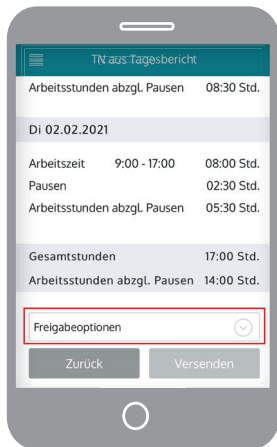 TN aus Tagesbericht
Arbeitsstunden abzgl. Pausen 08:30 Std.
Di 02.02.2021
Arbeitszeit 9:00 - 17:00 08:00 Std.
Pausen 02:30 Std.
Arbeitsstunden abzgl. Pausen 05:30 Std.
Gesamtstunden 17:00 Std.
Arbeitsstunden abzgl. Pausen 14:00 Std.
Freigabeoptionen
Zurück Versenden